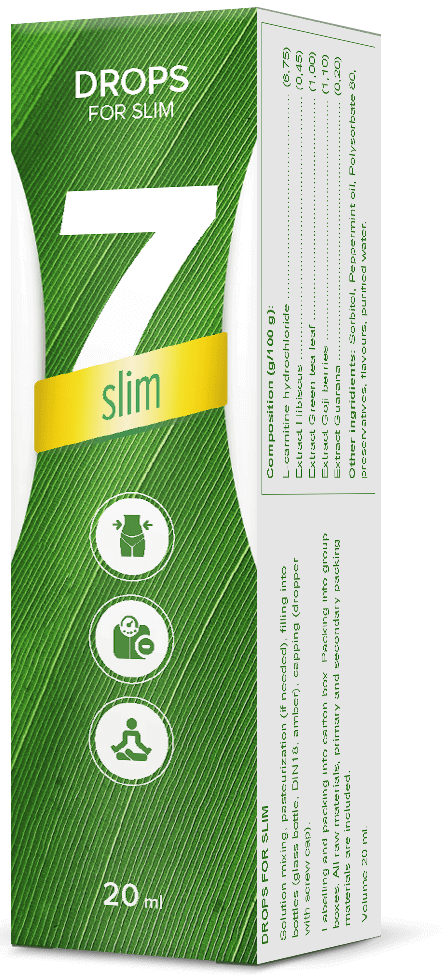 DROPS
FOR SLIM
7
slim
20 ml
Composition (g/100 g):
L-carnitine hydrochloride (6,75)
Extract Hibiscus (0,45)
Extract Green tea leaf (1,00)
Extract Goji berries (1,10)
Extract Guarana (0,20)
Other ingridients: Sorbitol, Peppermint oil, Polysorbate 80,
preservatives, flavours, purified water.
DROPS FOR SLIM
Solution mixing, pasteurization (if needed), filling into
bottles (glass bottle, DIN18, amber), capping (dropper
with screw cap).
Labelling and packing into carton box. Packing into group
boxes. All raw materials, primary and secondary packing
materials are included.
Volume 20 ml.